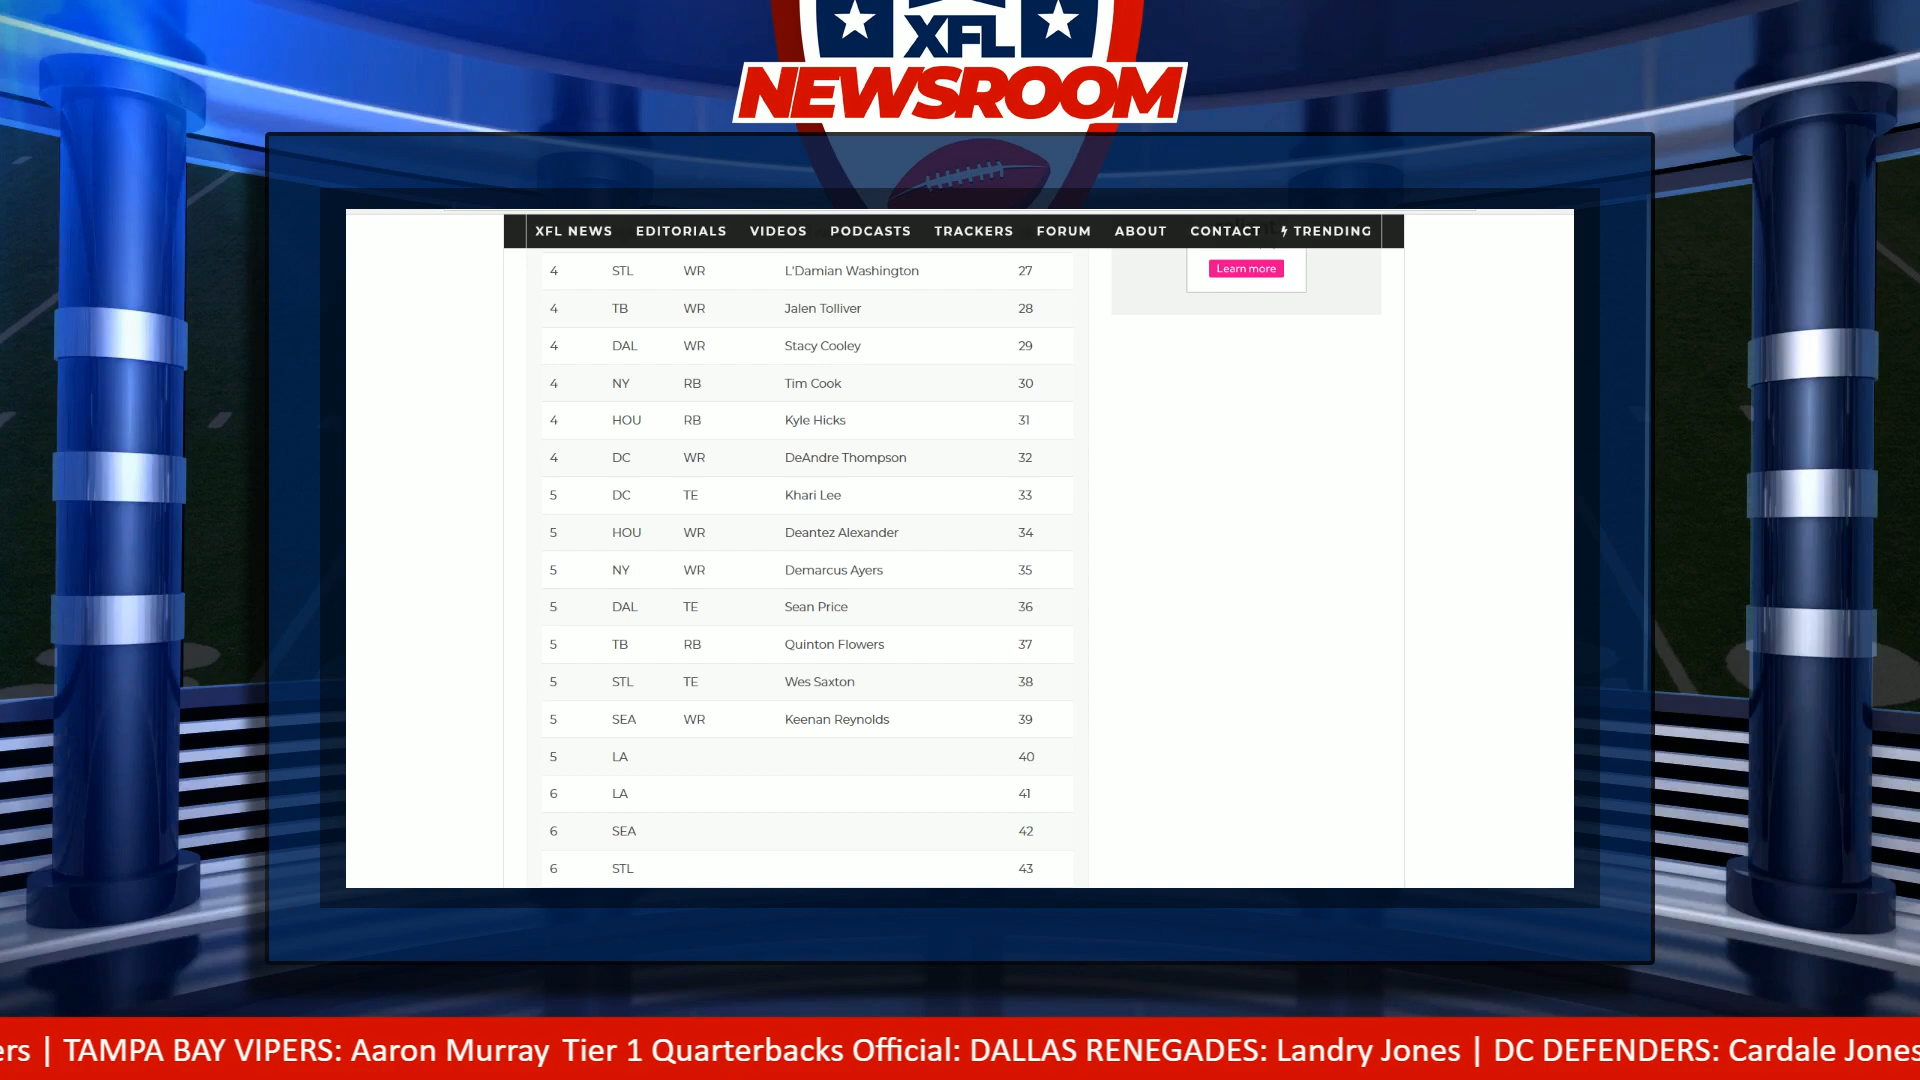 XFL
NEWSROOM
XFL NEWS EDITORIALS VIDEOS PODCASTS TRACKERS FORUM ABOUT CONTACT TRENDING
Learn more
4 STL WR L'Damian Washington 27
4 TB WR Jalen Tolliver 28
4 DAL WR Stacy Cooley 29
4 NY RB Tim Cook 30
4 HOU RB Kyle Hicks 31
4 DC WR DeAndre Thompson 32
5 DC TE Khari Lee 33
5 HOU WR Deantez Alexander 34
5 NY WR Demarcus Ayers 35
5 DAL TE Sean Price 36
5 TB RB Quinton Flowers 37
5 STL TE Wes Saxton 38
5 SEA WR Keenan Reynolds 39
5 LA 40
6 LA 41
6 SEA 42
6 STL 43
ers | TAMPA BAY VIPERS: Aaron Murray Tier 1 Quarterbacks Official: DALLAS RENEGADES: Landry Jones | DC DEFENDERS: Cardale Jones